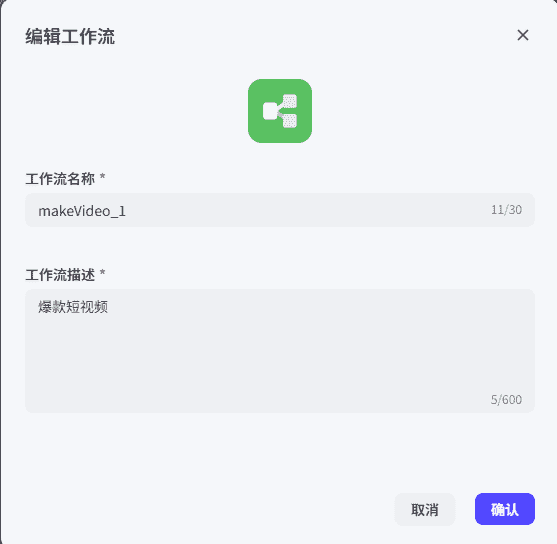 编辑工作流
工作流名称 *
makeVideo_1
11/30
工作流描述 *
爆款短视频
5/600
取消
确认